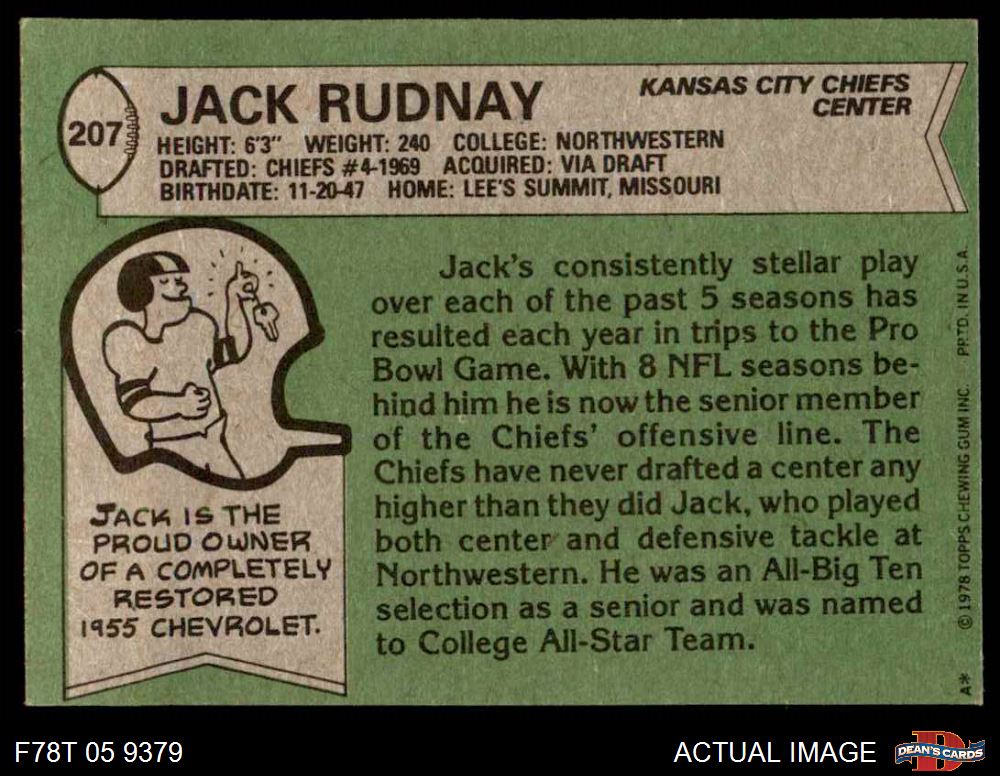 207
JACK RUDNAY
KANSAS CITY CHIEFS
CENTER
HEIGHT: 6'3" WEIGHT: 240 COLLEGE: NORTHWESTERN
DRAFTED: CHIEFS #4-1969 ACQUIRED: VIA DRAFT
BIRTHDATE: 11-20-47 HOME: LEE'S SUMMIT, MISSOURI
JACK IS THE
PROUD OWNER
OF A COMPLETELY
RESTORED
1955 CHEVROLET.
Jack's consistently stellar play
over each of the past 5 seasons has
resulted each year in trips to the Pro
Bowl Game. With 8 NFL seasons be-
hind him he is now the senior member
of the Chiefs' offensive line. The
Chiefs have never drafted a center any
higher than they did Jack, who played
both center and defensive tackle at
Northwestern. He was an All-Big Ten
selection as a senior and was named
to College All-Star Team.
A* © 1978 TOPPS CHEWING GUM INC. PRTD. IN U.S.A.
F78T 05 9379
ACTUAL IMAGE
DEAN'S CARDS